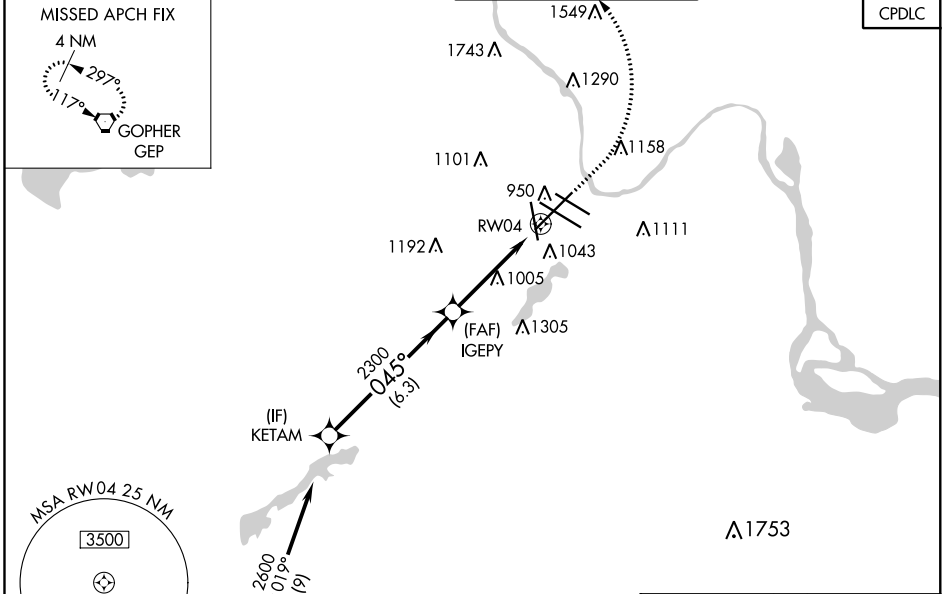 MISSED APCH FIX
4 NM
297°
117°
GOPHER
GEP
CPDLC
1549
1743
1290
1158
1101
950
RW04
1111
1192
1043
1005
(FAF)
IGEPY
1305
2300
045°
(6.3)
(IF)
KETAM
MSA RW04 25 NM
3500
2600
019°
(9)
1753